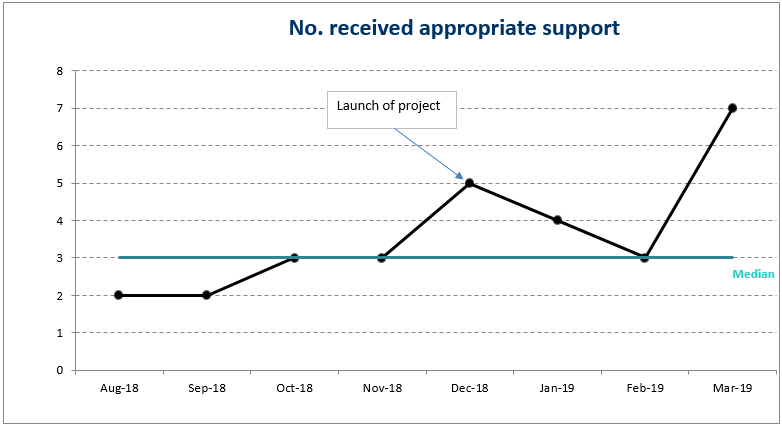 No. received appropriate support
8
7
6
5
4
3
2
1
0
Launch of project
Median
Aug-18 Sep-18 Oct-18 Nov-18 Dec-18 Jan-19 Feb-19 Mar-19